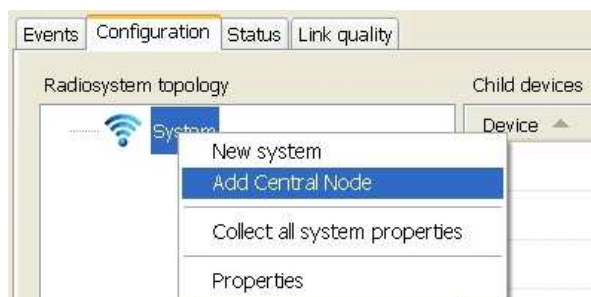 Events Configuration Status Link quality
Radiosystem topology Child devices
System Device
New system
Add Central Node
Collect all system properties
Properties